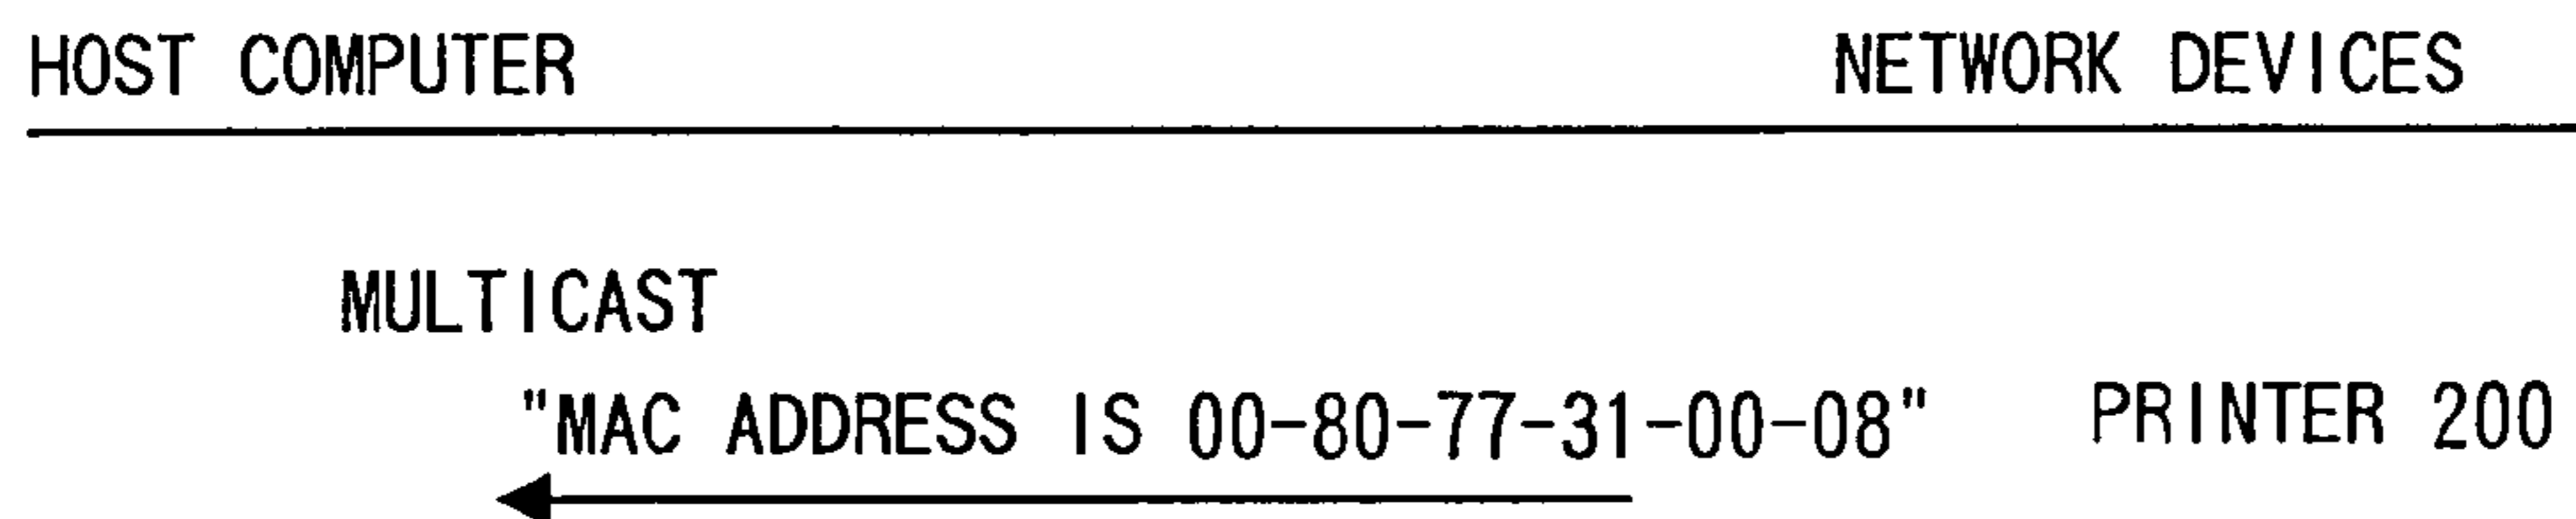 HOST COMPUTER NETWORK DEVICES
MULTICAST
"MAC ADDRESS IS 00-80-77-31-00-08" PRINTER 200